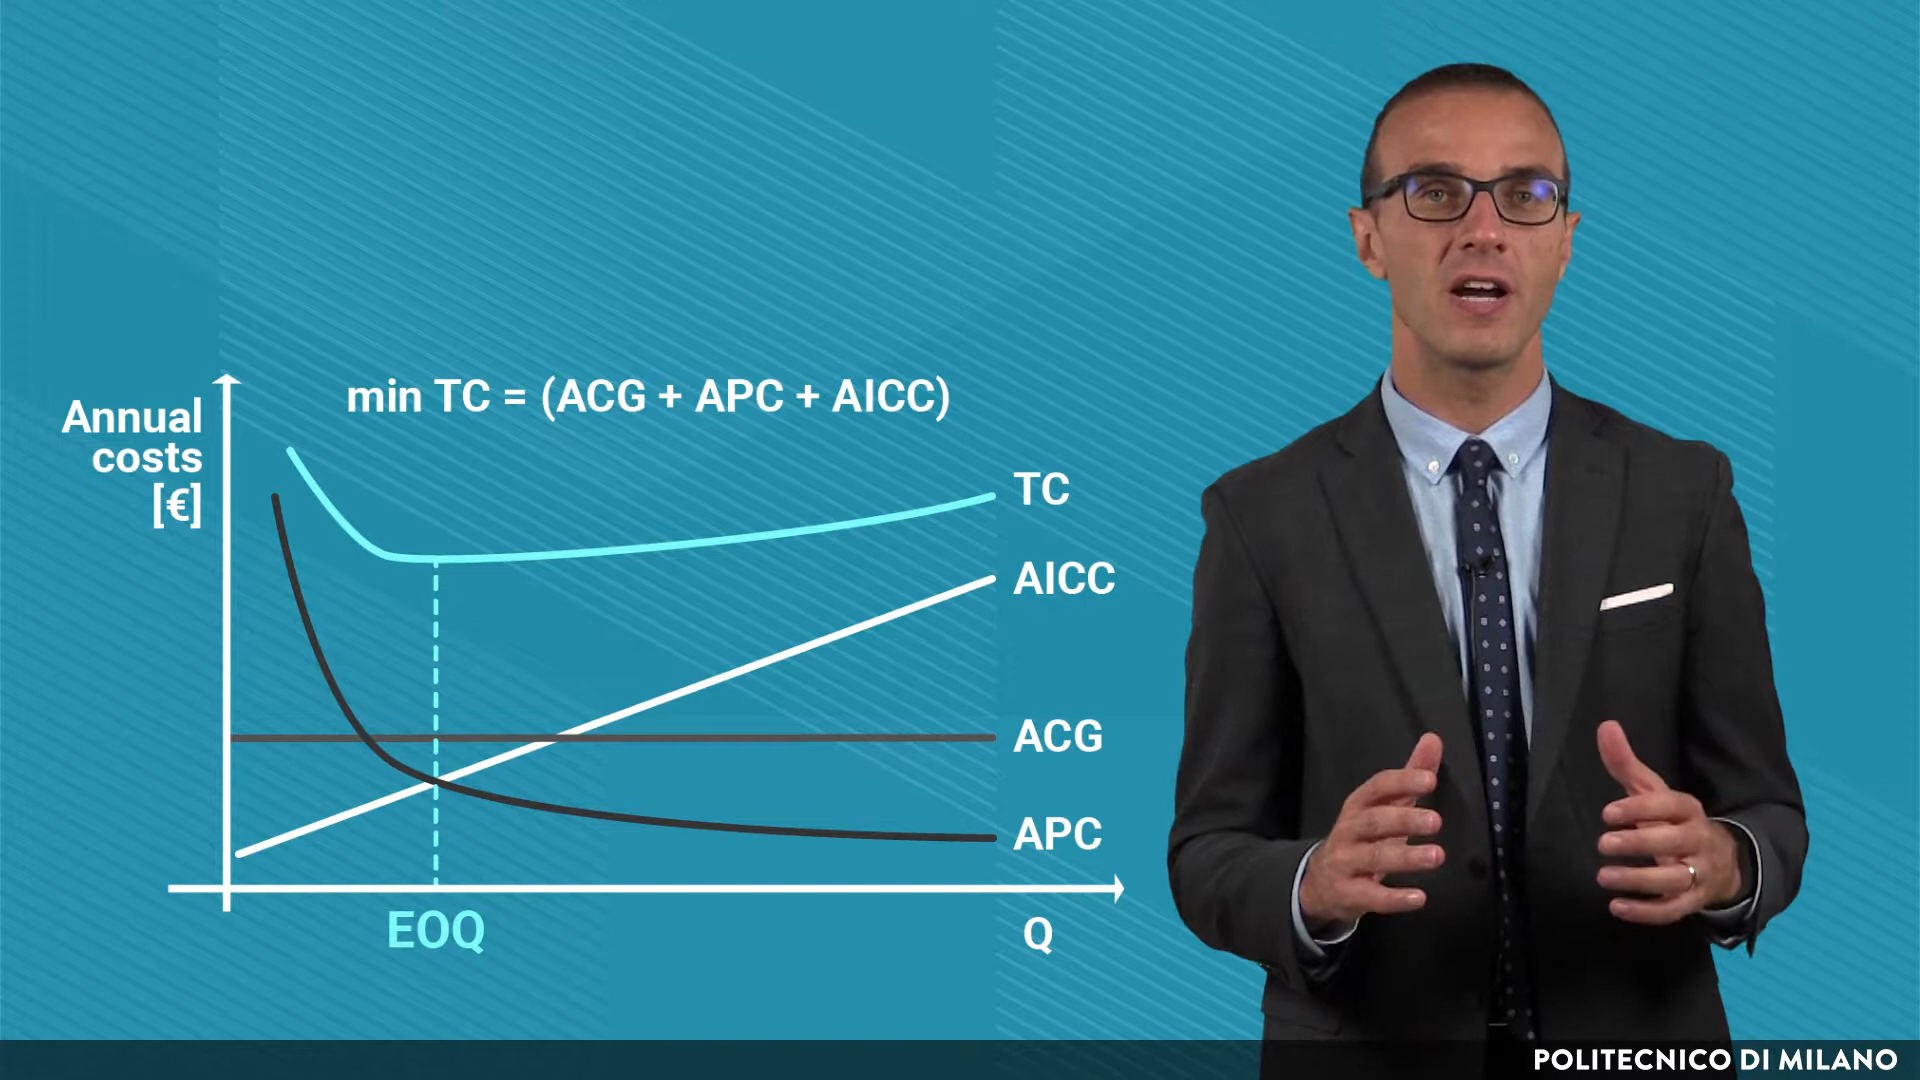 min TC = (ACG + APC + AICC)
Annual
costs
[€]
TC
AICC
ACG
APC
EOQ
Q
POLITECNICO DI MILANO